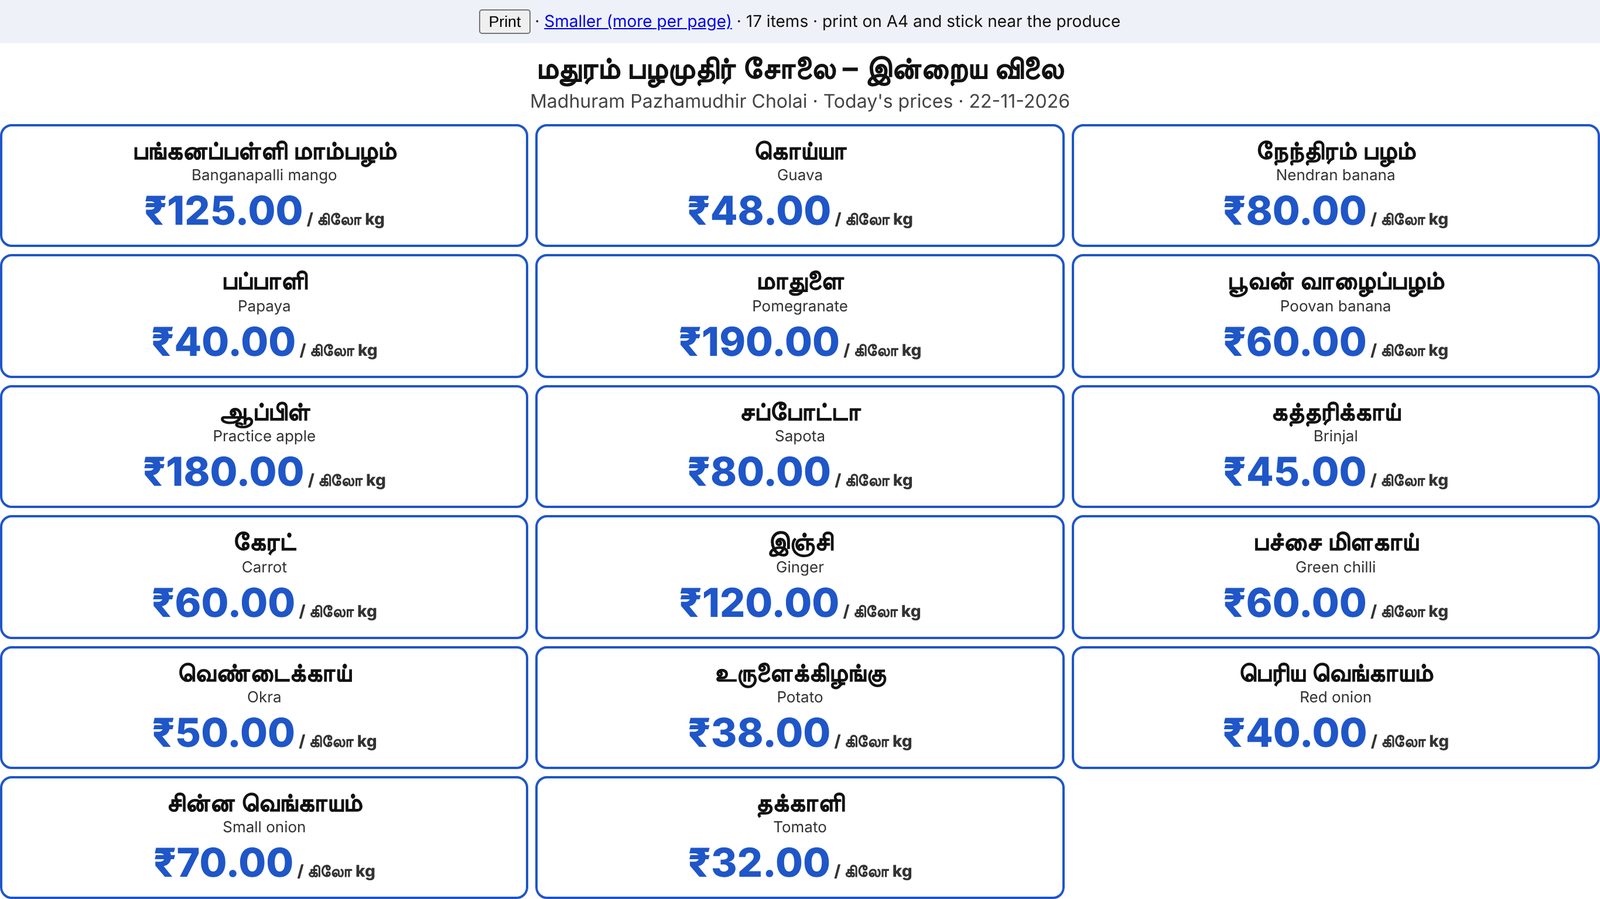 Print · Smaller (more per page) · 17 items · print on A4 and stick near the produce
மதுரம் பழமுதிர் சோலை – இன்றைய விலை
Madhuram Pazhamudhir Cholai · Today's prices · 22-11-2026
பங்கனப்பள்ளி மாம்பழம்
Banganapalli mango
₹125.00 / கிலோ kg
கொய்யா
Guava
₹48.00 / கிலோ kg
நேந்திரம் பழம்
Nendran banana
₹80.00 / கிலோ kg
பப்பாளி
Papaya
₹40.00 / கிலோ kg
மாதுளை
Pomegranate
₹190.00 / கிலோ kg
பூவன் வாழைப்பழம்
Poovan banana
₹60.00 / கிலோ kg
ஆப்பிள்
Practice apple
₹180.00 / கிலோ kg
சப்போட்டா
Sapota
₹80.00 / கிலோ kg
கத்தரிக்காய்
Brinjal
₹45.00 / கிலோ kg
கேரட்
Carrot
₹60.00 / கிலோ kg
இஞ்சி
Ginger
₹120.00 / கிலோ kg
பச்சை மிளகாய்
Green chilli
₹60.00 / கிலோ kg
வெண்டைக்காய்
Okra
₹50.00 / கிலோ kg
உருளைக்கிழங்கு
Potato
₹38.00 / கிலோ kg
பெரிய வெங்காயம்
Red onion
₹40.00 / கிலோ kg
சின்ன வெங்காயம்
Small onion
₹70.00 / கிலோ kg
தக்காளி
Tomato
₹32.00 / கிலோ kg